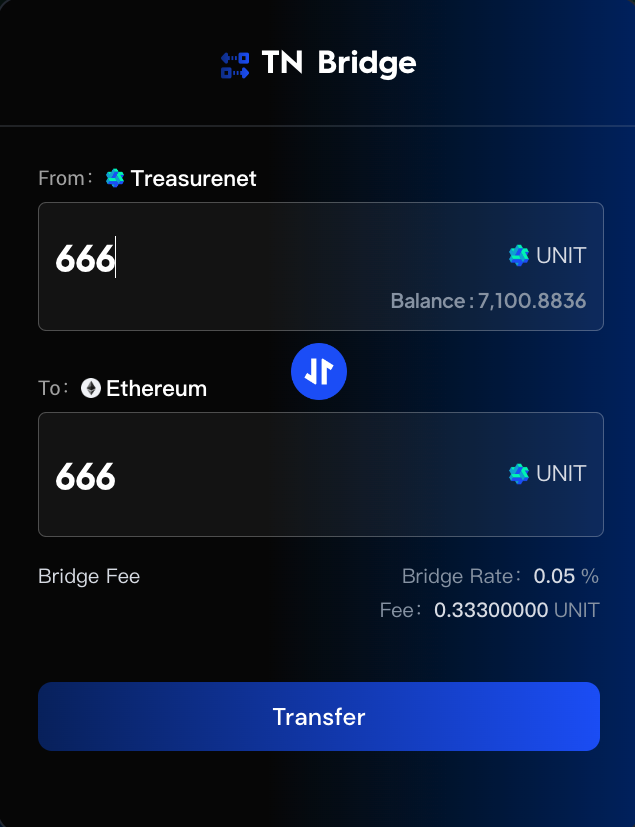 TN Bridge
From: Treasurenet
666 UNIT
Balance: 7,100.8836
To: Ethereum
666 UNIT
Bridge Fee Bridge Rate: 0.05 %
Fee: 0.33300000 UNIT
Transfer